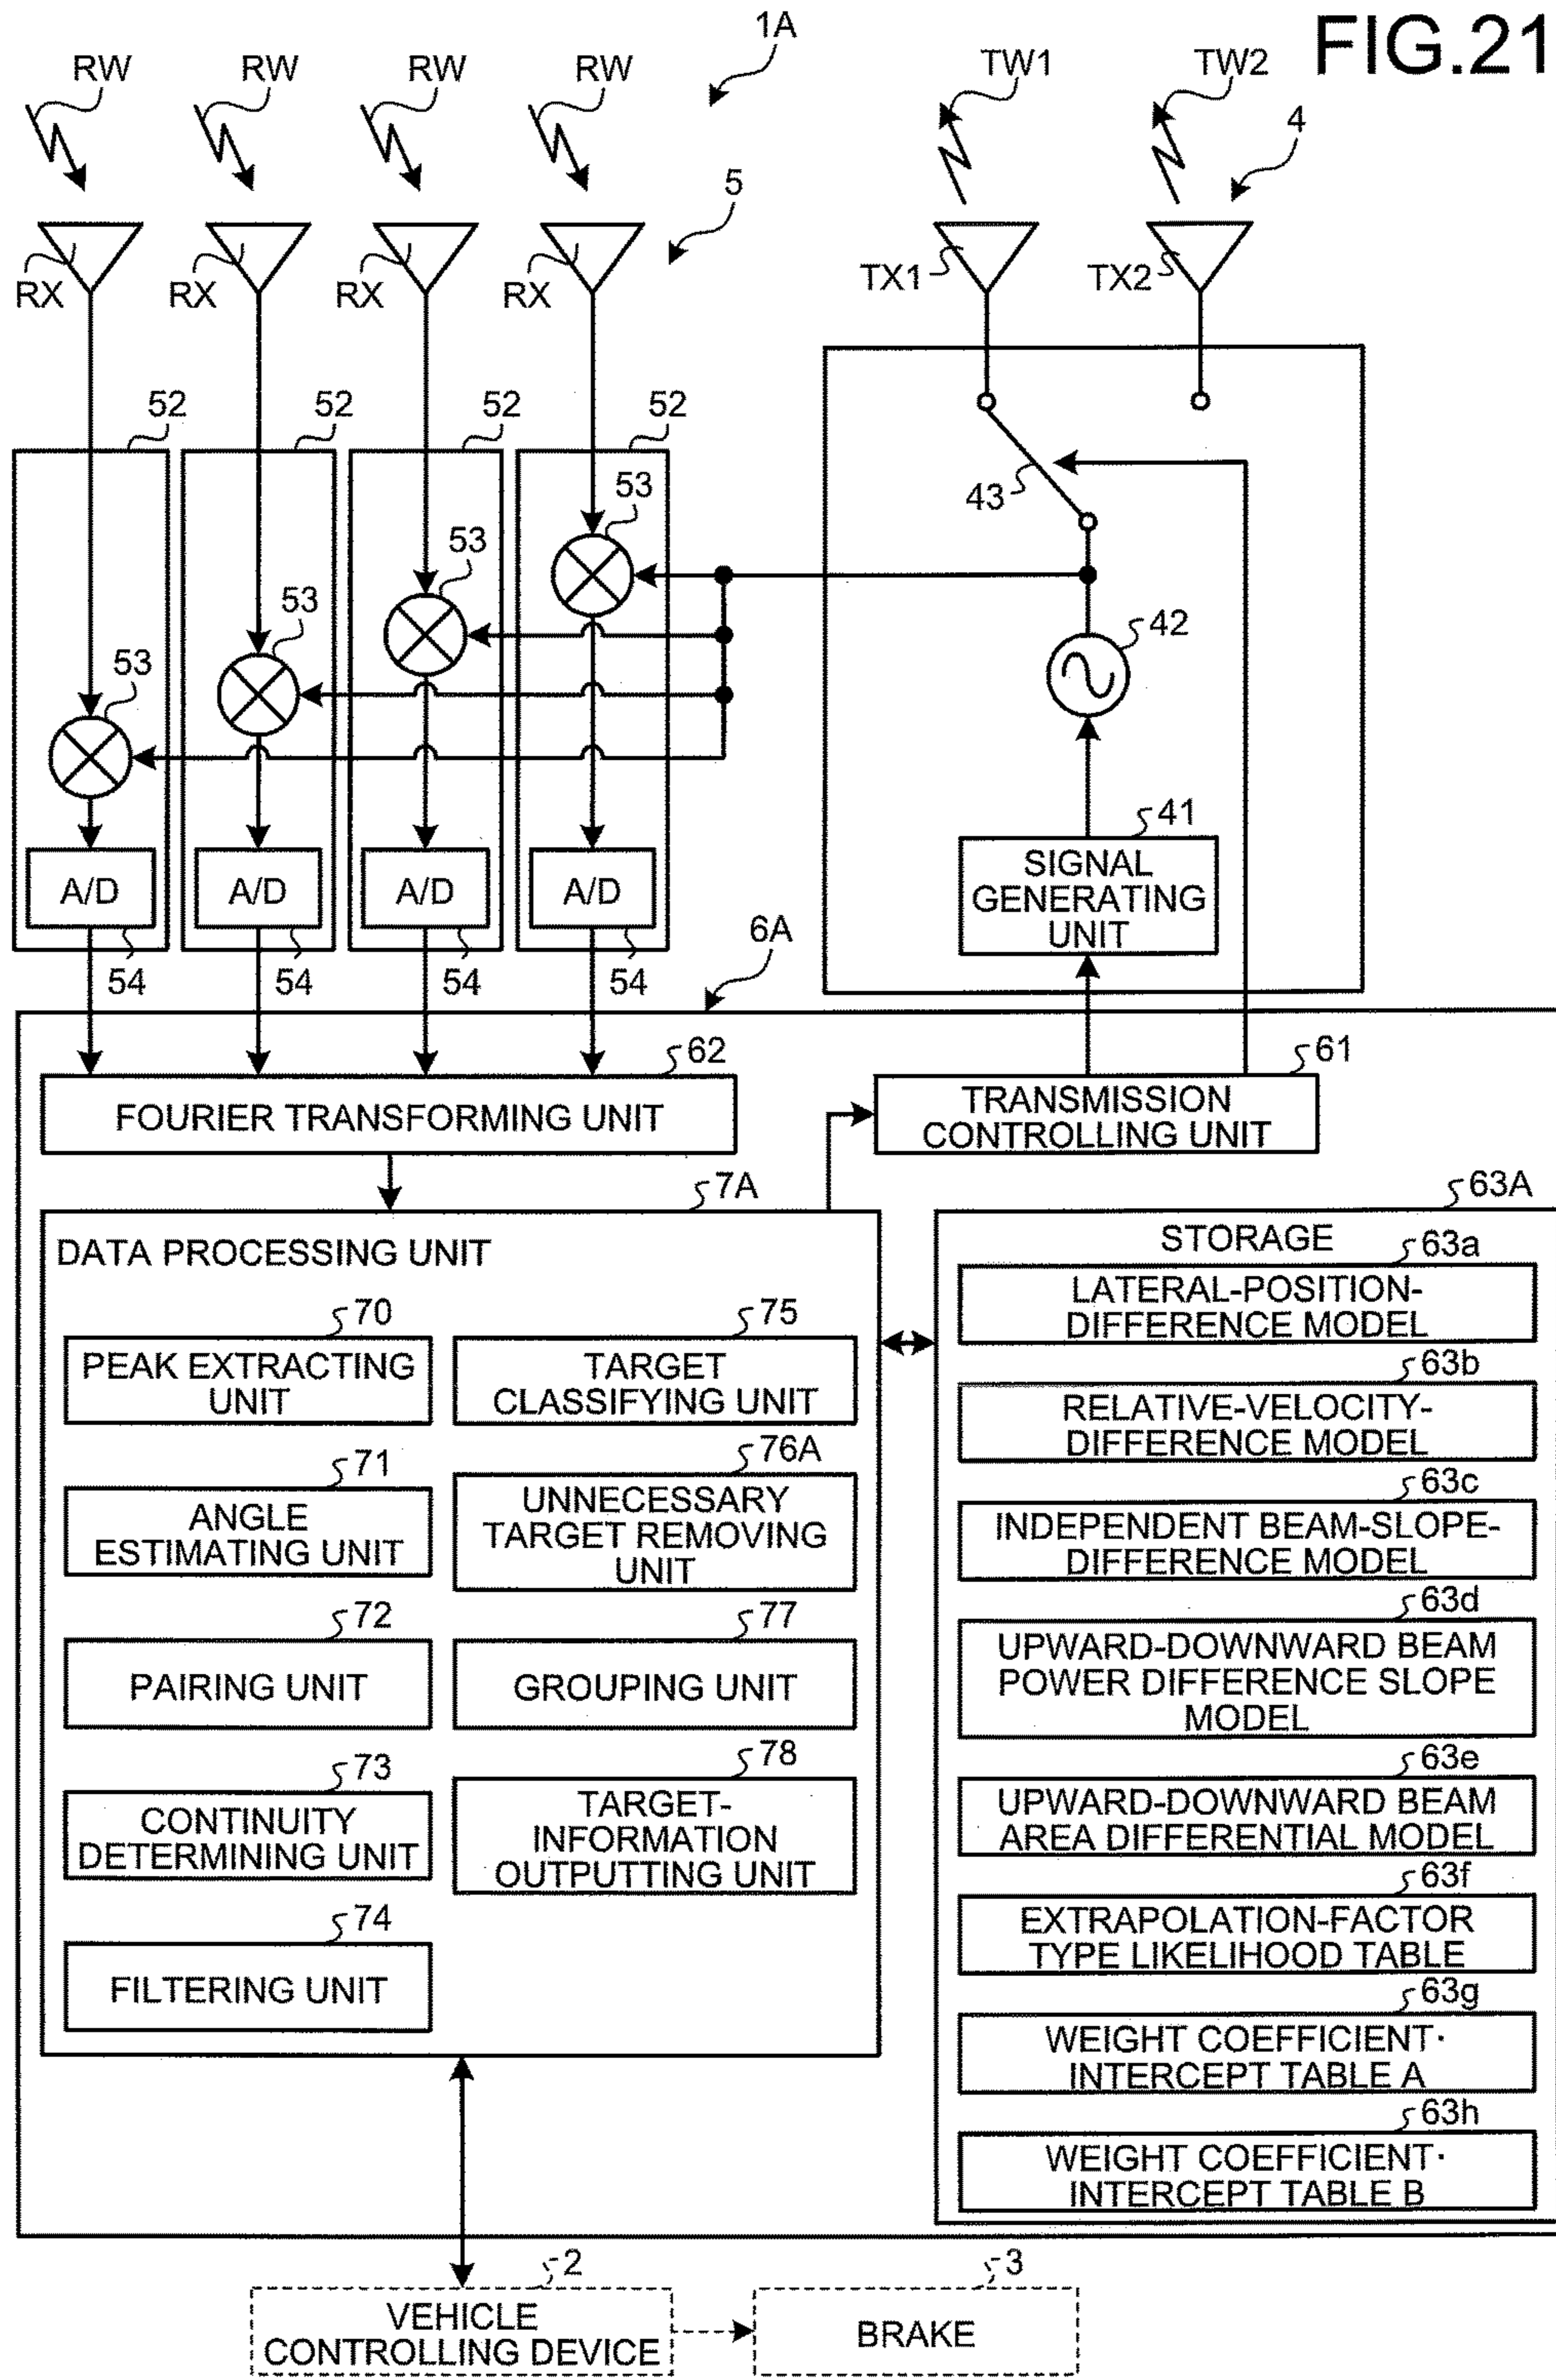 FIG.21
1A
RW RW RW RW
TW1 TW2
4
5
RX RX RX RX
TX1 TX2
52 52 52 52
43
53
53
53
53
42
41
SIGNAL
GENERATING
UNIT
A/D A/D A/D A/D
54 54 54 54
6A
62
FOURIER TRANSFORMING UNIT
61
TRANSMISSION
CONTROLLING UNIT
7A
DATA PROCESSING UNIT
70
PEAK EXTRACTING
UNIT
71
ANGLE
ESTIMATING UNIT
72
PAIRING UNIT
73
CONTINUITY
DETERMINING UNIT
74
FILTERING UNIT
75
TARGET
CLASSIFYING UNIT
76A
UNNECESSARY
TARGET REMOVING
UNIT
77
GROUPING UNIT
78
TARGET-
INFORMATION
OUTPUTTING UNIT
63A
STORAGE
63a
LATERAL-POSITION-
DIFFERENCE MODEL
63b
RELATIVE-VELOCITY-
DIFFERENCE MODEL
63c
INDEPENDENT BEAM-SLOPE-
DIFFERENCE MODEL
63d
UPWARD-DOWNWARD BEAM
POWER DIFFERENCE SLOPE
MODEL
63e
UPWARD-DOWNWARD BEAM
AREA DIFFERENTIAL MODEL
63f
EXTRAPOLATION-FACTOR
TYPE LIKELIHOOD TABLE
63g
WEIGHT COEFFICIENT·
INTERCEPT TABLE A
63h
WEIGHT COEFFICIENT·
INTERCEPT TABLE B
2
VEHICLE
CONTROLLING DEVICE
3
BRAKE